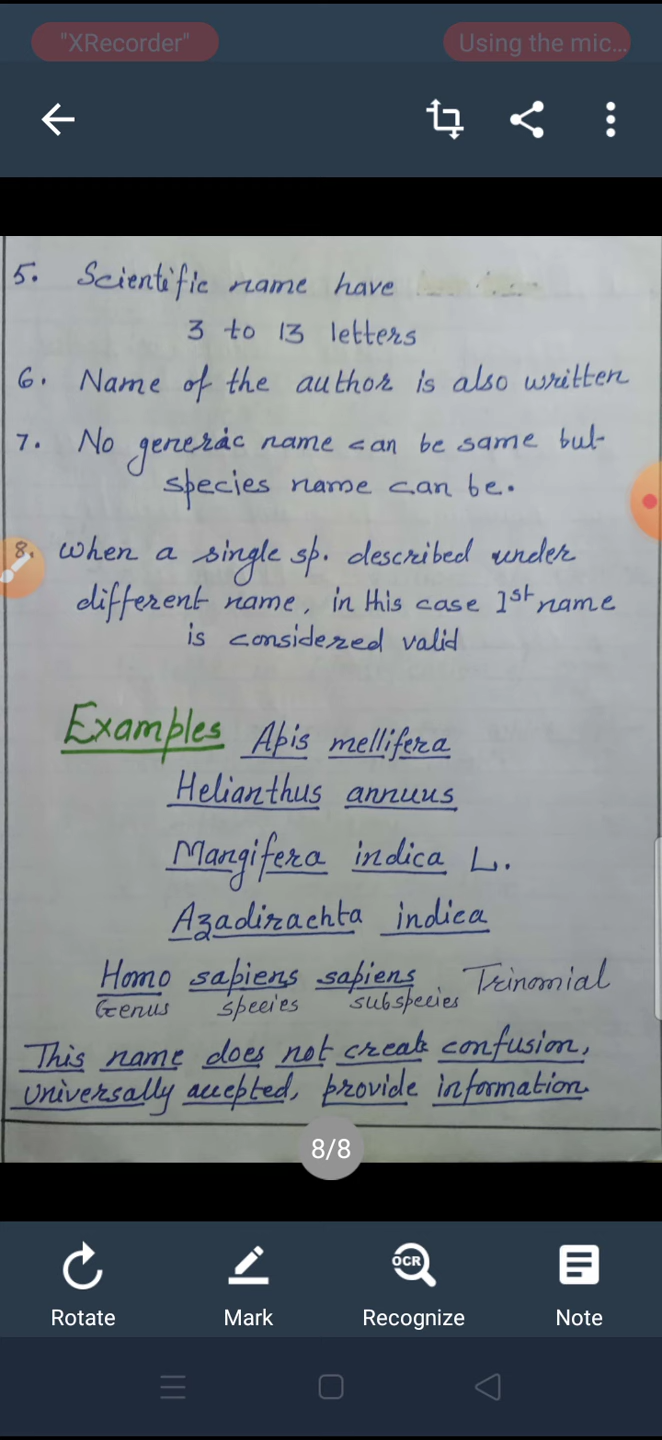 "XRecorder"
Using the mic...
5. Scientific name have
3 to 13 letters
6. Name of the author is also written
7. No generic name can be same but
species name can be.
8. When a single sp. described under
different name, in this case 1st name
is considered valid
Examples Apis mellifera
Helianthus annuus
Mangifera indica L.
Azadirachta indica
Homo sapiens sapiens Trinomial
Genus species subspecies
This name does not create confusion,
Universally accepted, provide information
8/8
OCR
Rotate Mark Recognize Note